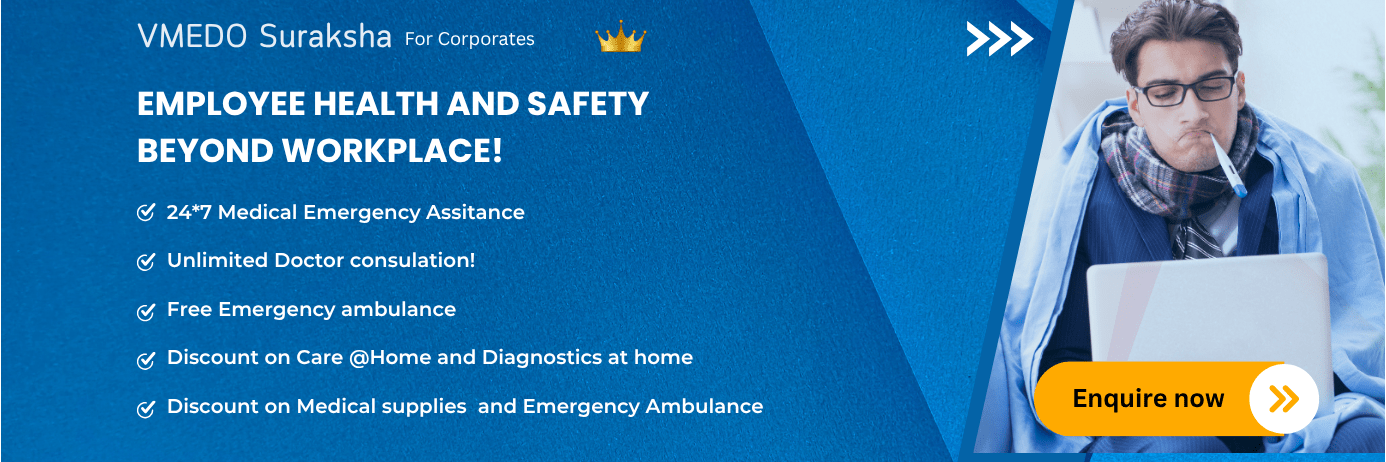 VMEDO Suraksha For Corporates
EMPLOYEE HEALTH AND SAFETY
BEYOND WORKPLACE!
24*7 Medical Emergency Assitance
Unlimited Doctor consulation!
Free Emergency ambulance
Discount on Care @Home and Diagnostics at home
Discount on Medical supplies and Emergency Ambulance
Enquire now